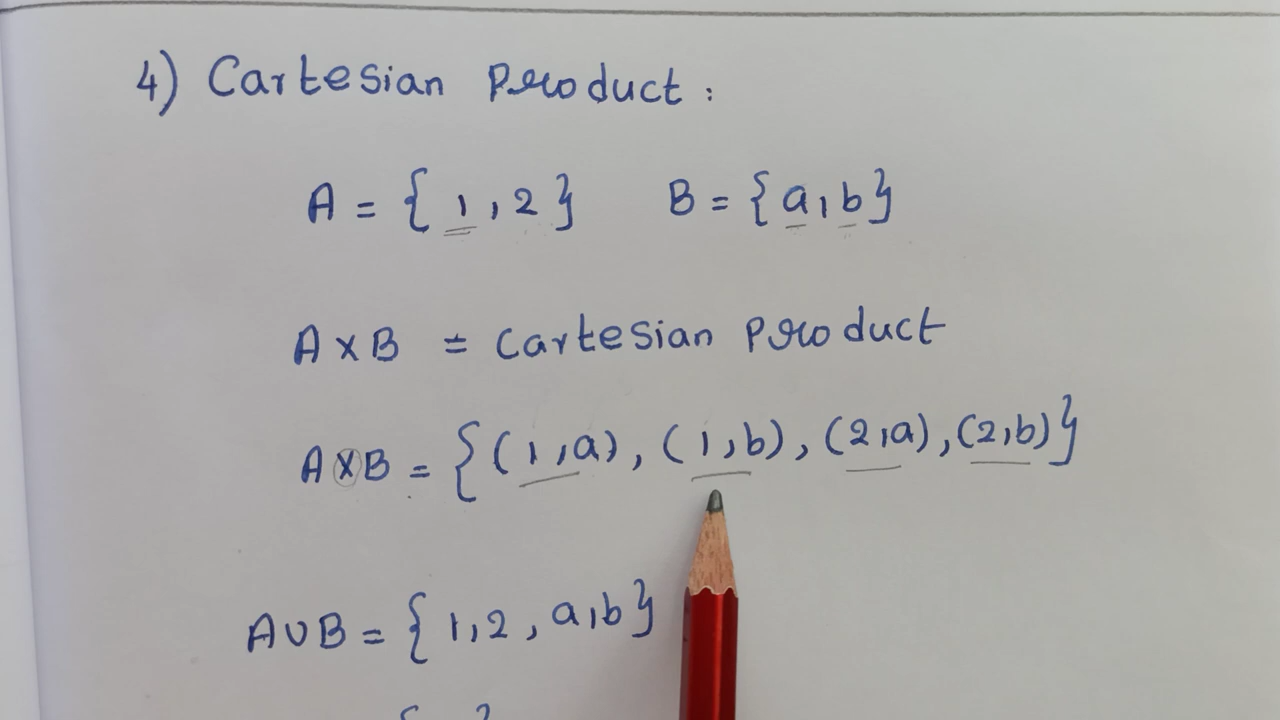 4) Cartesian Product :
A = { 1 , 2 } B = { a , b }
A × B = Cartesian Product
A × B = { (1 , a) , (1 , b) , (2 , a) , (2 , b) }
A ∪ B = { 1 , 2 , a , b }